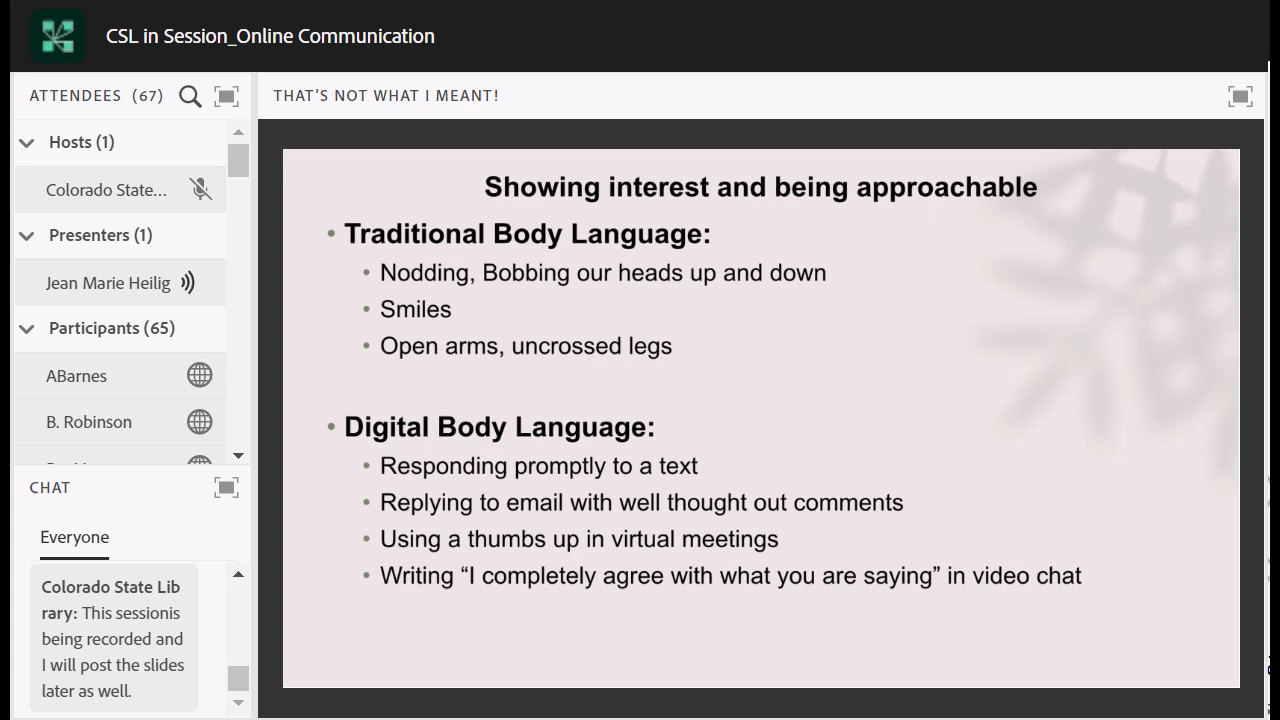 CSL in Session_Online Communication
ATTENDEES (67)
Hosts (1)
Colorado State...
Presenters (1)
Jean Marie Heilig
Participants (65)
ABarnes
B. Robinson
CHAT
Everyone
Colorado State Lib
rary: This sessionis
being recorded and
I will post the slides
later as well.
THAT'S NOT WHAT I MEANT!
Showing interest and being approachable
• Traditional Body Language:
• Nodding, Bobbing our heads up and down
• Smiles
• Open arms, uncrossed legs
• Digital Body Language:
• Responding promptly to a text
• Replying to email with well thought out comments
• Using a thumbs up in virtual meetings
• Writing “I completely agree with what you are saying” in video chat